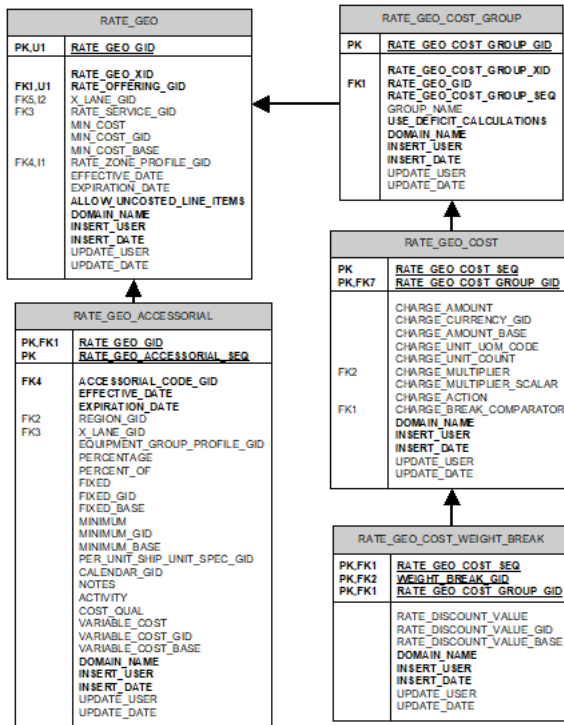 RATE_GEO
PK,U1 RATE_GEO_GID
RATE_GEO_XID
FK1,U1 RATE_OFFERING_GID
FK5,I2 X_LANE_GID
FK3 RATE_SERVICE_GID
MIN_COST
MIN_COST_GID
MIN_COST_BASE
FK4,I1 RATE_ZONE_PROFILE_GID
EFFECTIVE_DATE
EXPIRATION_DATE
ALLOW_UNCOSTED_LINE_ITEMS
DOMAIN_NAME
INSERT_USER
INSERT_DATE
UPDATE_USER
UPDATE_DATE
RATE_GEO_COST_GROUP
PK RATE_GEO_COST_GROUP_GID
RATE_GEO_COST_GROUP_XID
FK1 RATE_GEO_GID
RATE_GEO_COST_GROUP_SEQ
GROUP_NAME
USE_DEFICIT_CALCULATIONS
DOMAIN_NAME
INSERT_USER
INSERT_DATE
UPDATE_USER
UPDATE_DATE
RATE_GEO_ACCESSORIAL
PK,FK1 RATE_GEO_GID
PK RATE_GEO_ACCESSORIAL_SEQ
FK4 ACCESSORIAL_CODE_GID
EFFECTIVE_DATE
EXPIRATION_DATE
FK2 REGION_GID
FK3 X_LANE_GID
EQUIPMENT_GROUP_PROFILE_GID
PERCENTAGE
PERCENT_OF
FIXED
FIXED_GID
FIXED_BASE
MINIMUM
MINIMUM_GID
MINIMUM_BASE
PER_UNIT_SHIP_UNIT_SPEC_GID
CALENDAR_GID
NOTES
ACTIVITY
COST_QUAL
VARIABLE_COST
VARIABLE_COST_GID
VARIABLE_COST_BASE
DOMAIN_NAME
INSERT_USER
INSERT_DATE
UPDATE_USER
UPDATE_DATE
RATE_GEO_COST
PK RATE_GEO_COST_SEQ
PK,FK7 RATE_GEO_COST_GROUP_GID
CHARGE_AMOUNT
CHARGE_CURRENCY_GID
CHARGE_AMOUNT_BASE
CHARGE_UNIT_UOM_CODE
CHARGE_UNIT_COUNT
FK2 CHARGE_MULTIPLIER
CHARGE_MULTIPLIER_SCALAR
CHARGE_ACTION
FK1 CHARGE_BREAK_COMPARATOR
DOMAIN_NAME
INSERT_USER
INSERT_DATE
UPDATE_USER
UPDATE_DATE
RATE_GEO_COST_WEIGHT_BREAK
PK,FK1 RATE_GEO_COST_SEQ
PK,FK2 WEIGHT_BREAK_GID
PK,FK1 RATE_GEO_COST_GROUP_GID
RATE_DISCOUNT_VALUE
RATE_DISCOUNT_VALUE_GID
RATE_DISCOUNT_VALUE_BASE
DOMAIN_NAME
INSERT_USER
INSERT_DATE
UPDATE_USER
UPDATE_DATE